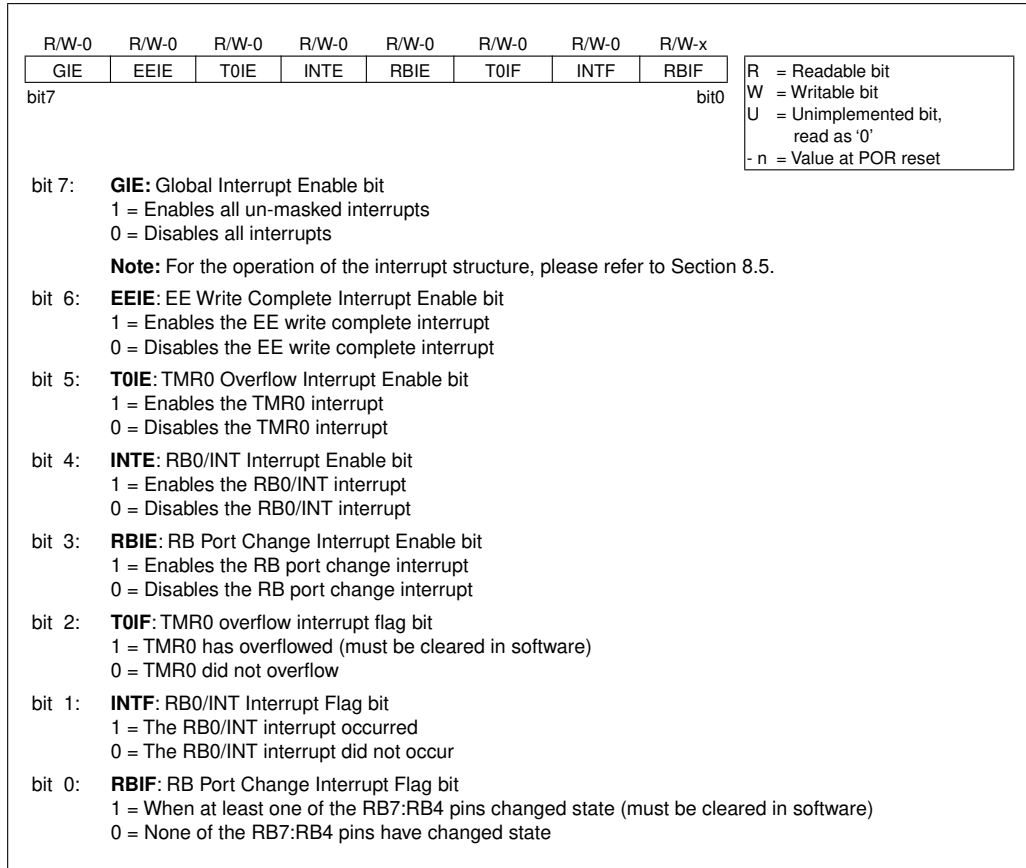 R/W-0 R/W-0 R/W-0 R/W-0 R/W-0 R/W-0 R/W-0 R/W-x
GIE EEIE T0IE INTE RBIE T0IF INTF RBIF
bit7 bit0
R = Readable bit
W = Writable bit
U = Unimplemented bit,
read as ‘0’
- n = Value at POR reset
bit 7: GIE: Global Interrupt Enable bit
1 = Enables all un-masked interrupts
0 = Disables all interrupts
Note: For the operation of the interrupt structure, please refer to Section 8.5.
bit 6: EEIE: EE Write Complete Interrupt Enable bit
1 = Enables the EE write complete interrupt
0 = Disables the EE write complete interrupt
bit 5: T0IE: TMR0 Overflow Interrupt Enable bit
1 = Enables the TMR0 interrupt
0 = Disables the TMR0 interrupt
bit 4: INTE: RB0/INT Interrupt Enable bit
1 = Enables the RB0/INT interrupt
0 = Disables the RB0/INT interrupt
bit 3: RBIE: RB Port Change Interrupt Enable bit
1 = Enables the RB port change interrupt
0 = Disables the RB port change interrupt
bit 2: T0IF: TMR0 overflow interrupt flag bit
1 = TMR0 has overflowed (must be cleared in software)
0 = TMR0 did not overflow
bit 1: INTF: RB0/INT Interrupt Flag bit
1 = The RB0/INT interrupt occurred
0 = The RB0/INT interrupt did not occur
bit 0: RBIF: RB Port Change Interrupt Flag bit
1 = When at least one of the RB7:RB4 pins changed state (must be cleared in software)
0 = None of the RB7:RB4 pins have changed state